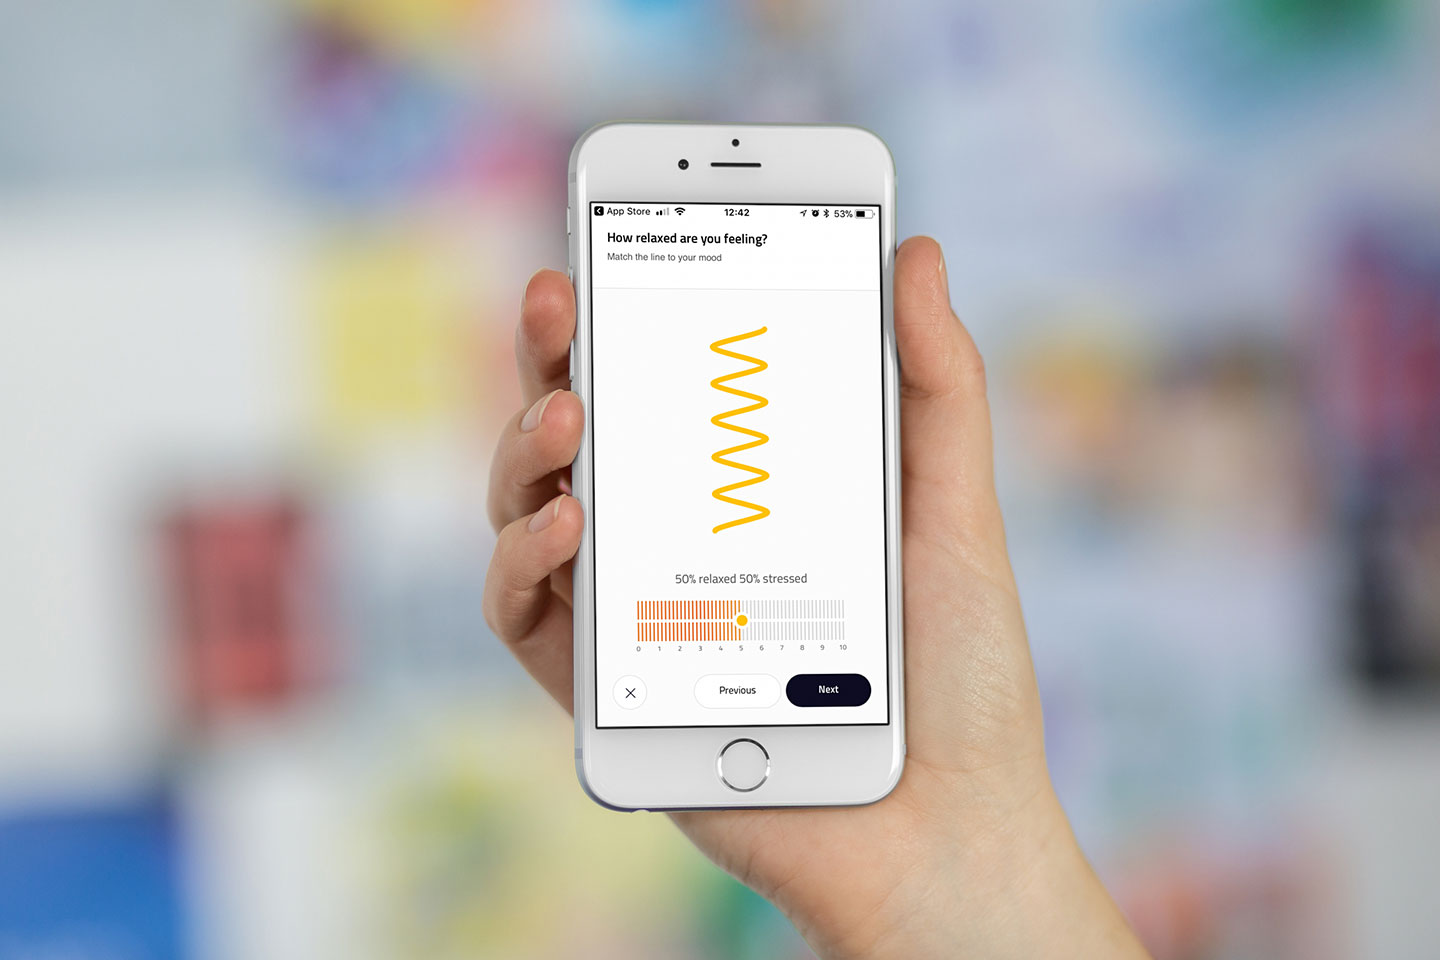 App Store 12:42 53%
How relaxed are you feeling?
Match the line to your mood
50% relaxed 50% stressed
0 1 2 3 4 5 6 7 8 9 10
Previous Next